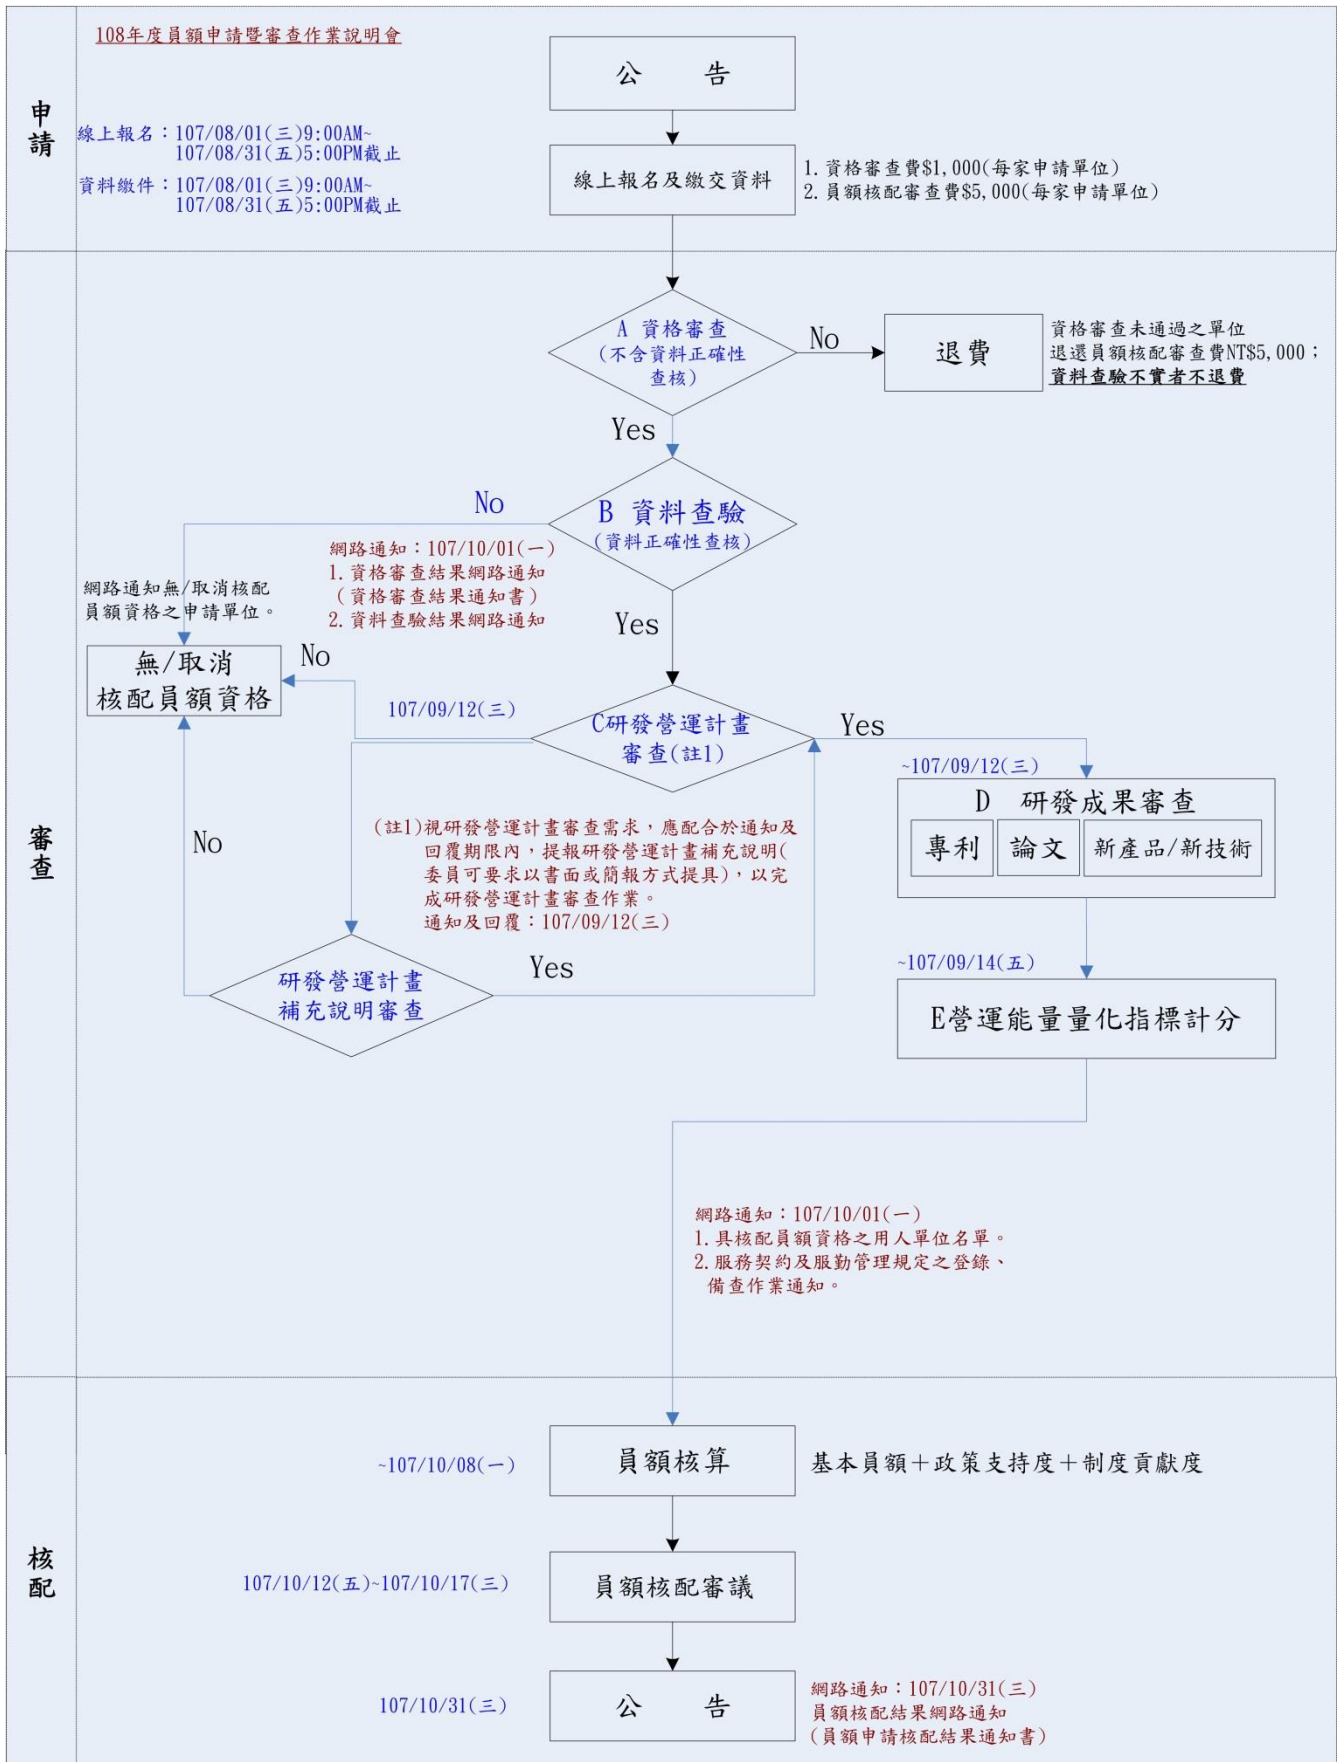 108年度員額申請暨審查作業說明會
公　　告
申請
線上報名：107/08/01(三)9:00AM~
107/08/31(五)5:00PM截止
資料繳件：107/08/01(三)9:00AM~
107/08/31(五)5:00PM截止
線上報名及繳交資料
1. 資格審查費$1,000(每家申請單位)
2. 員額核配審查費$5,000(每家申請單位)
審查
A 資格審查
(不含資料正確性
查核)
No
退費
資格審查未通過之單位
退還員額核配審查費NT$5,000；
資料查驗不實者不退費
Yes
B 資料查驗
(資料正確性查核)
No
網路通知：107/10/01(一)
1. 資格審查結果網路通知
(資格審查結果通知書)
2. 資料查驗結果網路通知
網路通知無/取消核配
員額資格之申請單位。
Yes
無/取消
核配員額資格
No
107/09/12(三)
C研發營運計畫
審查(註1)
Yes
~107/09/12(三)
D　研發成果審查
專利
論文
新產品/新技術
(註1)視研發營運計畫審查需求，應配合於通知及
回覆期限內，提報研發營運計畫補充說明(
委員可要求以書面或簡報方式提具)，以完
成研發營運計畫審查作業。
通知及回覆：107/09/12(三)
No
研發營運計畫
補充說明審查
Yes
~107/09/14(五)
E營運能量量化指標計分
網路通知：107/10/01(一)
1. 具核配員額資格之用人單位名單。
2. 服務契約及服勤管理規定之登錄、
備查作業通知。
核配
~107/10/08(一)
員額核算
基本員額＋政策支持度＋制度貢獻度
107/10/12(五)~107/10/17(三)
員額核配審議
107/10/31(三)
公　　告
網路通知：107/10/31(三)
員額核配結果網路通知
(員額申請核配結果通知書)